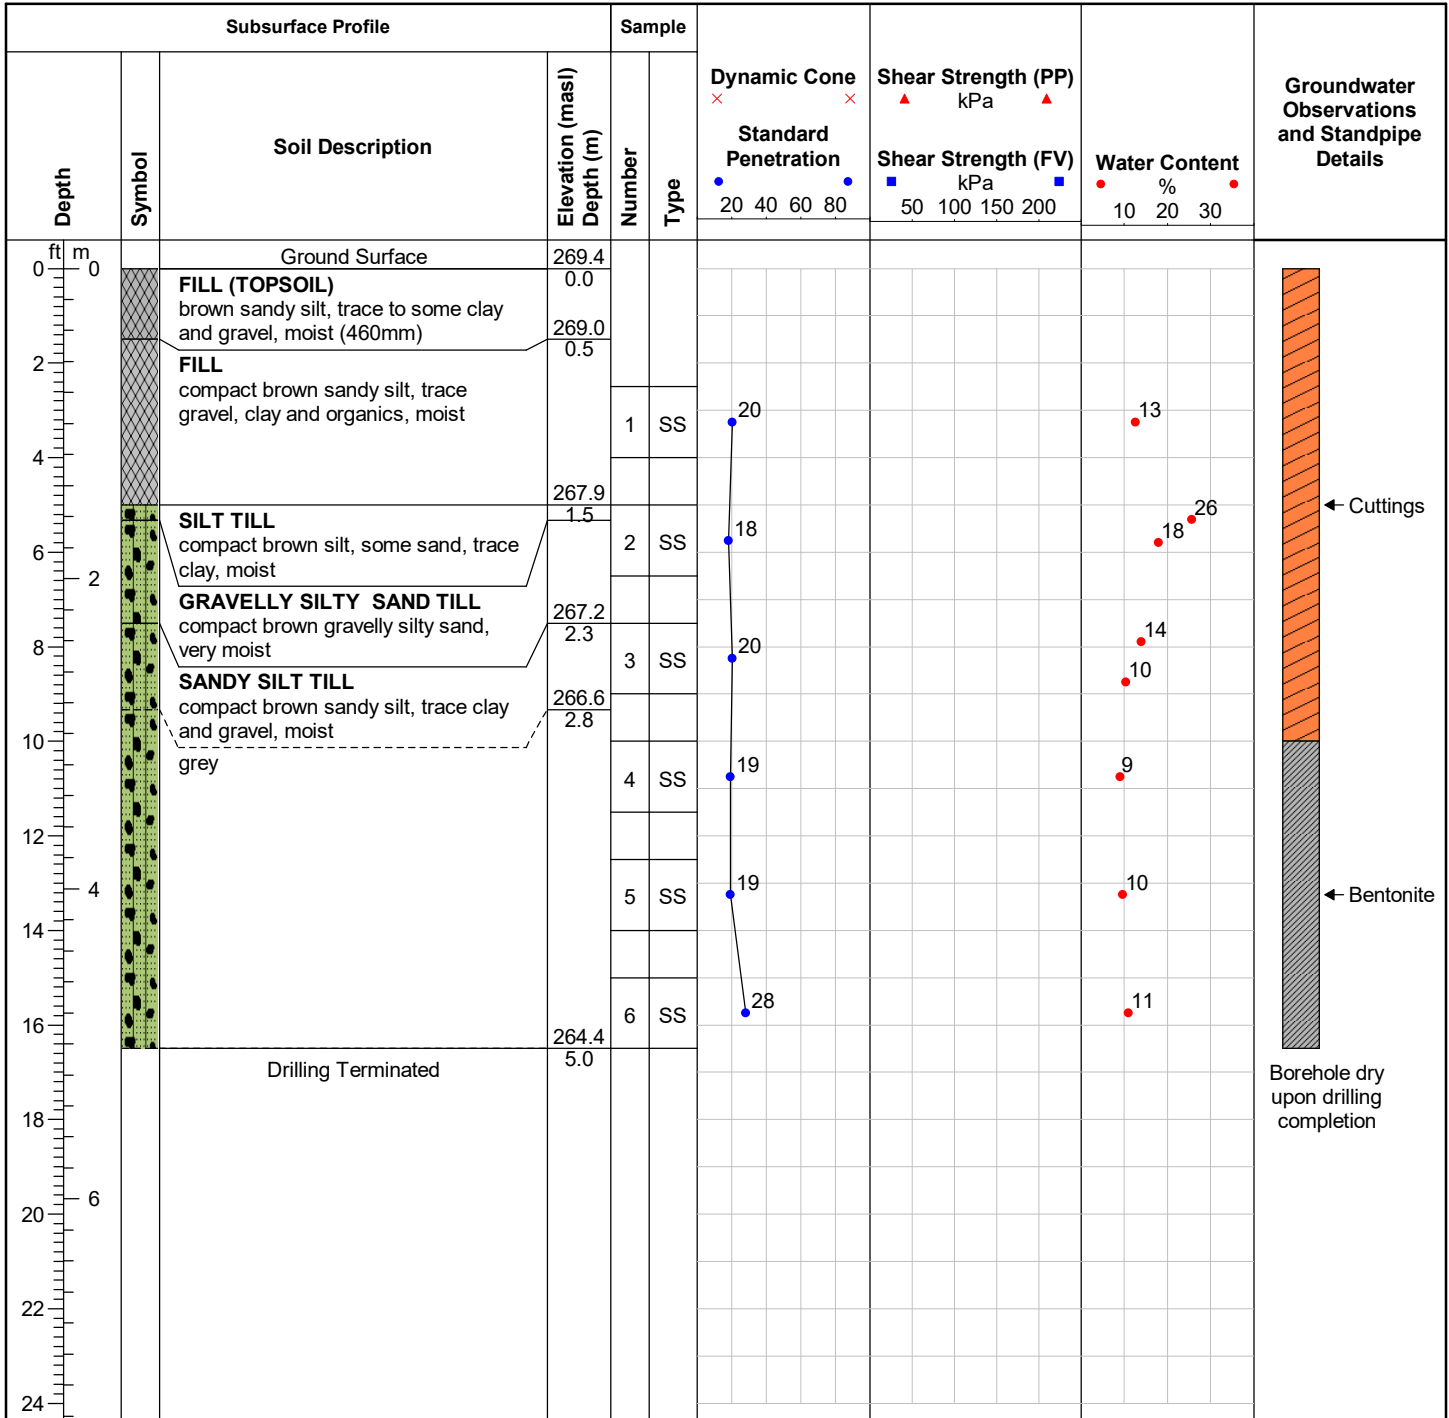 Subsurface Profile
Sample
Depth
Symbol
Soil Description
Elevation (masl)
Depth (m)
Number
Type
Dynamic Cone
Standard
Penetration
20 40 60 80
Shear Strength (PP)
kPa
Shear Strength (FV)
kPa
50 100 150 200
Water Content
%
10 20 30
Groundwater
Observations
and Standpipe
Details
ft m
0 0
2
4
6
2
8
10
12
4
14
16
18
6
20
22
24
Ground Surface
269.4
0.0
FILL (TOPSOIL)
brown sandy silt, trace to some clay
and gravel, moist (460mm)
269.0
0.5
FILL
compact brown sandy silt, trace
gravel, clay and organics, moist
267.9
1.5
SILT TILL
compact brown silt, some sand, trace
clay, moist
GRAVELLY SILTY SAND TILL
compact brown gravelly silty sand,
very moist
267.2
2.3
SANDY SILT TILL
compact brown sandy silt, trace clay
and gravel, moist
266.6
2.8
grey
264.4
5.0
Drilling Terminated
1 SS 20 13
2 SS 18 26
18
3 SS 20 14
10
4 SS 19 9
5 SS 19 10
6 SS 28 11
Cuttings
Bentonite
Borehole dry
upon drilling
completion